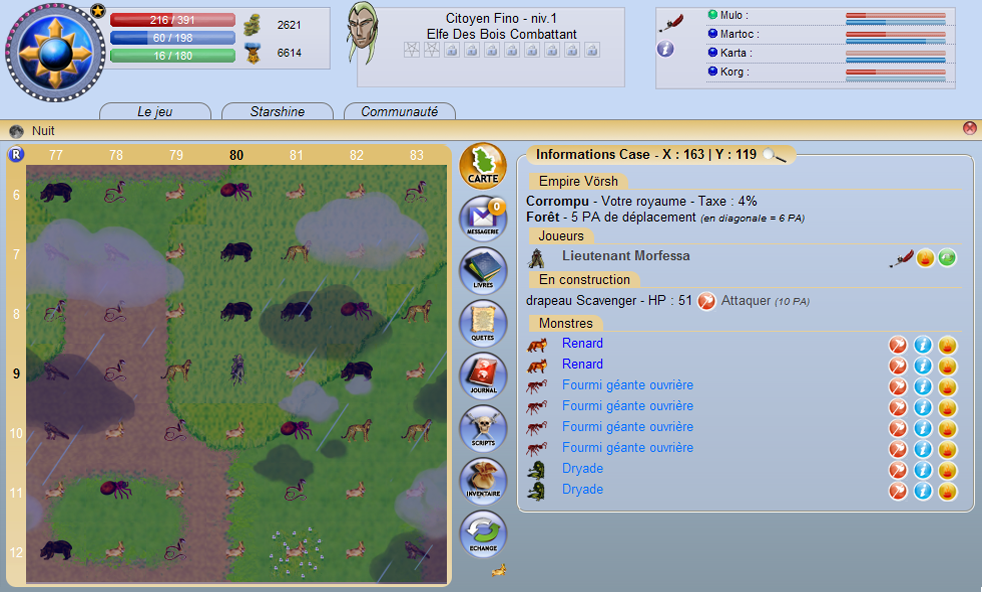 216 / 391
60 / 198
16 / 180
2621
6614
Citoyen Fino - niv.1
Elfe Des Bois Combattant
Mulo :
Martoc :
Karta :
Korg :
Le jeu
Starshine
Communauté
Nuit
R 77 78 79 80 81 82 83
6
7
8
9
10
11
12
CARTE
0
MESSAGERIE
LIVRES
QUETES
JOURNAL
SCRIPTS
INVENTAIRE
ECHANGE
Informations Case - X : 163 | Y : 119
Empire Vörsh
Corrompu - Votre royaume - Taxe : 4%
Forêt - 5 PA de déplacement (en diagonale = 6 PA)
Joueurs
Lieutenant Morfessa
En construction
drapeau Scavenger - HP : 51 Attaquer (10 PA)
Monstres
Renard
Renard
Fourmi géante ouvrière
Fourmi géante ouvrière
Fourmi géante ouvrière
Fourmi géante ouvrière
Dryade
Dryade